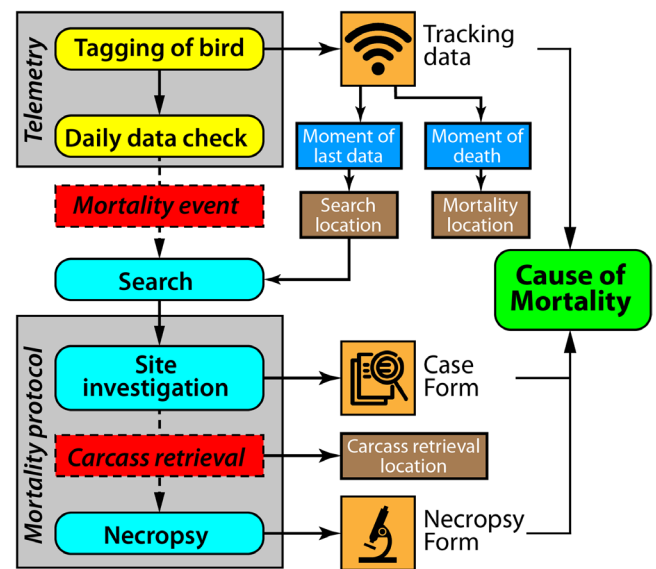 Telemetry
Tagging of bird
Daily data check
Tracking
data
Moment of
last data
Moment of
death
Search
location
Mortality
location
Mortality event
Search
Cause of
Mortality
Mortality protocol
Site
investigation
Case
Form
Carcass retrieval
Carcass retrieval
location
Necropsy
Necropsy
Form